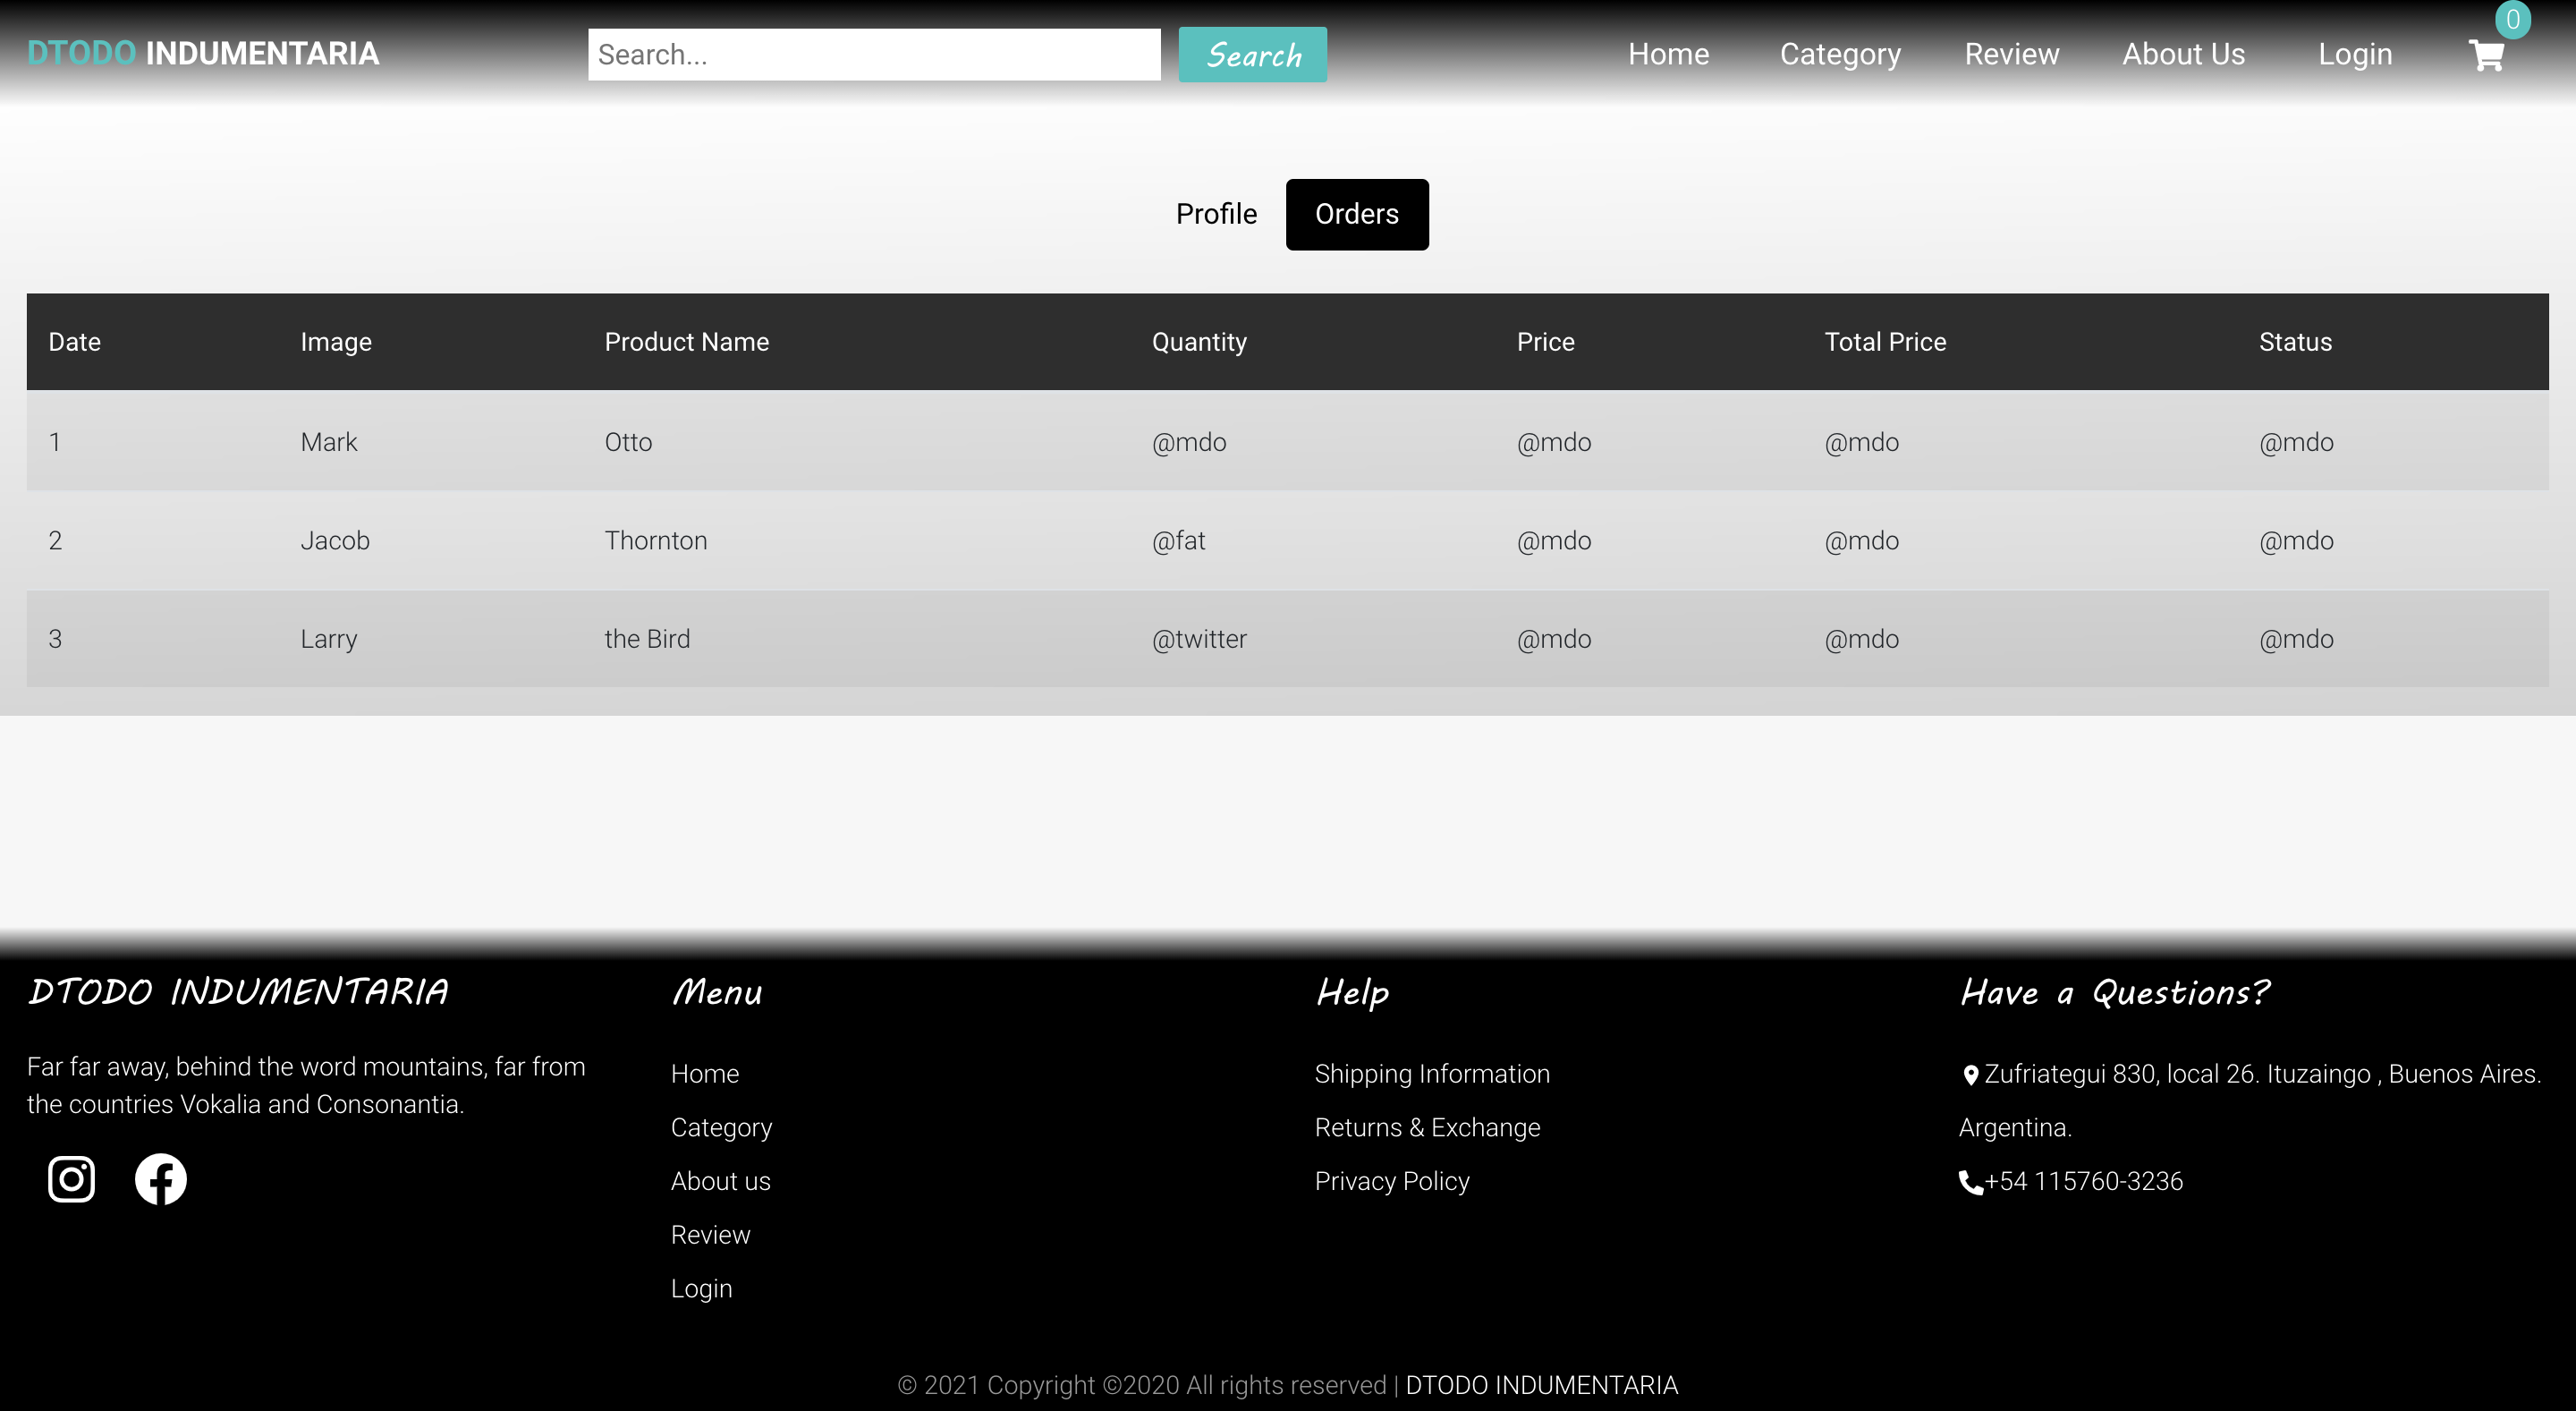 DTODO INDUMENTARIA
Search...
Search
Home Category Review About Us Login
0
Profile Orders
Date Image Product Name Quantity Price Total Price Status
1 Mark Otto @mdo @mdo @mdo @mdo
2 Jacob Thornton @fat @mdo @mdo @mdo
3 Larry the Bird @twitter @mdo @mdo @mdo
DTODO INDUMENTARIA
Far far away, behind the word mountains, far from
the countries Vokalia and Consonantia.
Menu
Home
Category
About us
Review
Login
Help
Shipping Information
Returns & Exchange
Privacy Policy
Have a Questions?
Zufriategui 830, local 26. Ituzaingo , Buenos Aires.
Argentina.
+54 115760-3236
© 2021 Copyright ©2020 All rights reserved | DTODO INDUMENTARIA